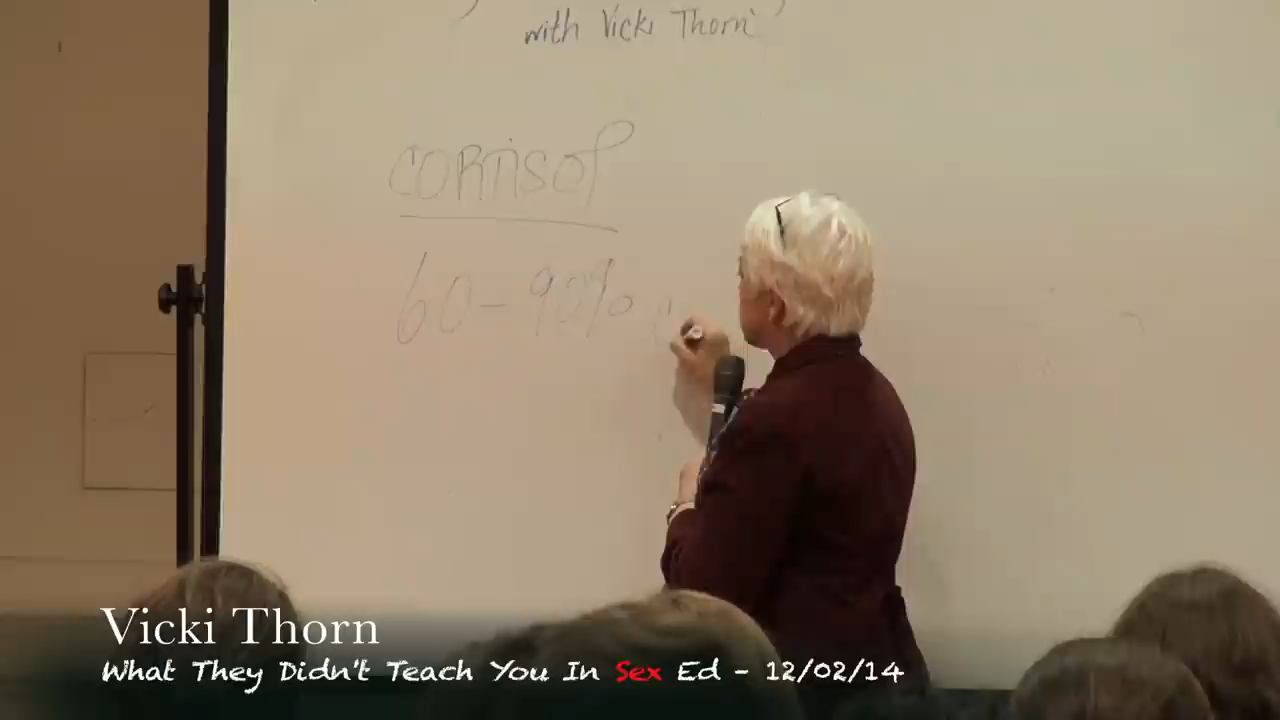 with Vicki Thorn
CORTISOl
60-90%
Vicki Thorn
What They Didn't Teach You In Sex Ed - 12/02/14